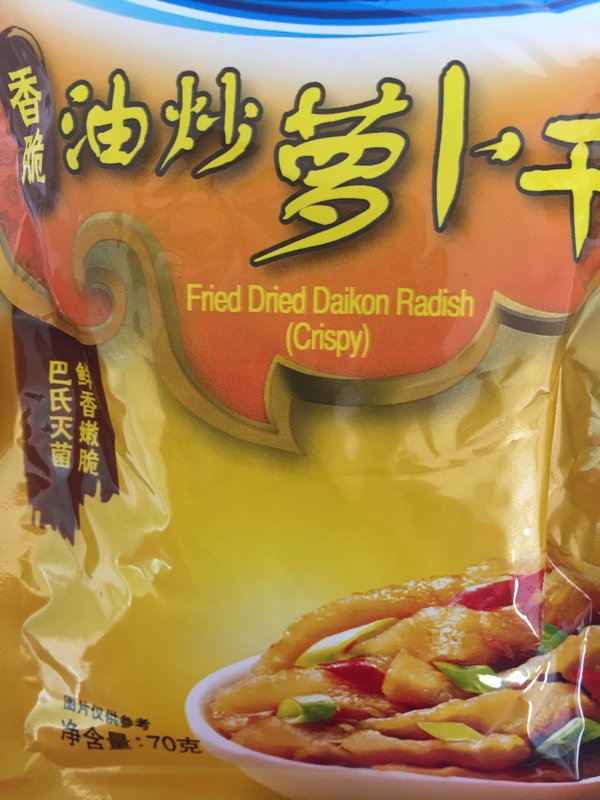 香脆
油炒萝卜干
Fried Dried Daikon Radish
(Crispy)
鲜香嫩脆
巴氏灭菌
图片仅供参考
净含量:70克